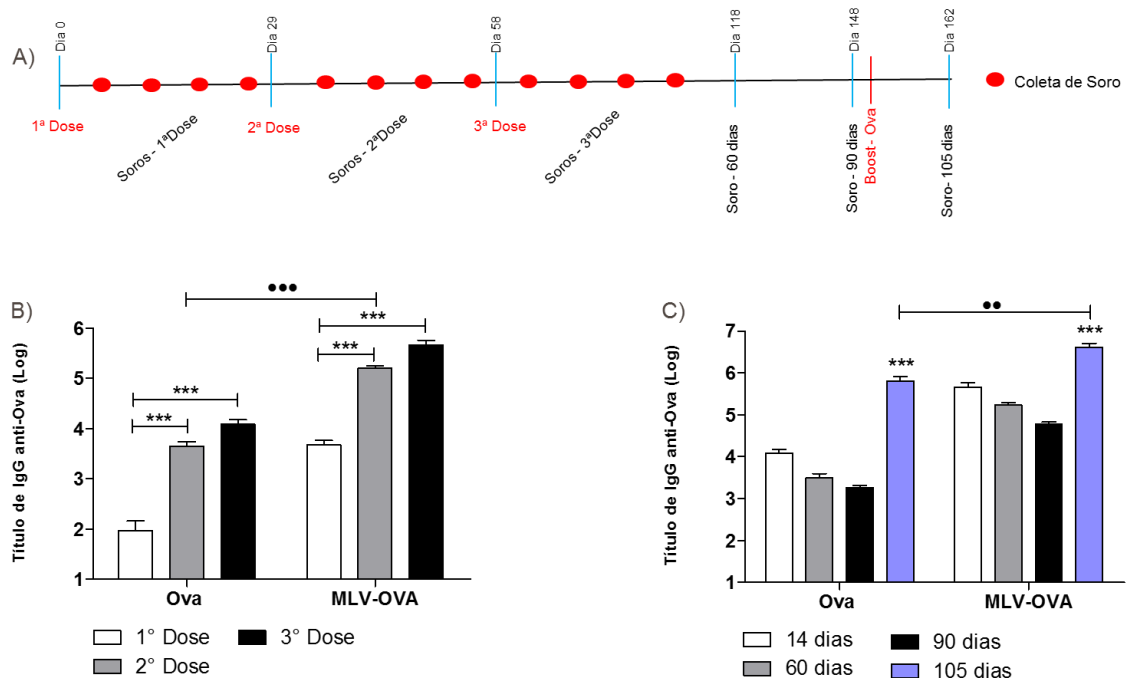 A)
Dia 0
Dia 29
Dia 58
Dia 118
Dia 148
Dia 162
Coleta de Soro
1ª Dose
Soros - 1ªDose
2ª Dose
Soros - 2ªDose
3ª Dose
Soros - 3ªDose
Soro - 60 dias
Soro - 90 dias
Boost - Ova
Soro- 105 dias
B)
Título de IgG anti-Ova (Log)
6
5
4
3
2
1
●●●
***
***
***
***
Ova
MLV-OVA
1° Dose
3° Dose
2° Dose
C)
Título de IgG anti-Ova (Log)
7
6
5
4
3
2
1
●●
***
***
Ova
MLV-OVA
14 dias
90 dias
60 dias
105 dias